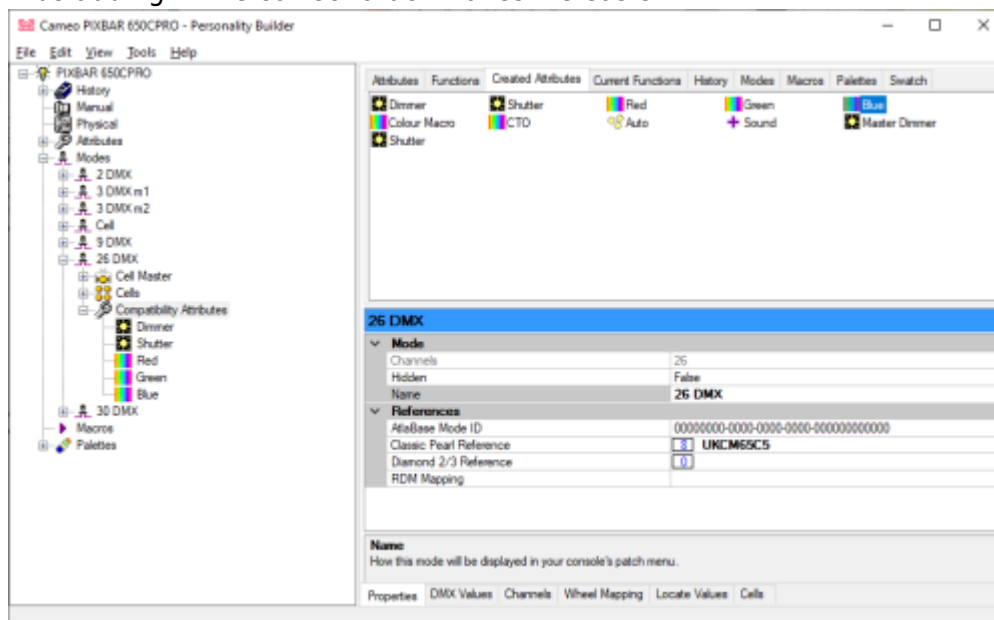 Cameo PIXBAR 650CPRO - Personality Builder
File Edit View Tools Help
PIXBAR 650CPRO
History
Manual
Physical
Attributes
Modes
2 DMX
3 DMX m1
3 DMX m2
Cell
9 DMX
26 DMX
Cell Master
Cells
Compatibility Attributes
Dimmer
Shutter
Red
Green
Blue
30 DMX
Macros
Palettes
Attributes Functions Created Attributes Current Functions History Modes Macros Palettes Swatch
Dimmer Shutter Red Green Blue
Colour Macro CTO Auto Sound Master Dimmer
Shutter
26 DMX
Mode
Channels 26
Hidden False
Name 26 DMX
References
AtlaBase Mode ID 00000000-0000-0000-0000-000000000000
Classic Pearl Reference 8 UKCM65C5
Diamond 2/3 Reference 0
RDM Mapping
Name
How this mode will be displayed in your console's patch menu.
Properties DMX Values Channels Wheel Mapping Locate Values Cells